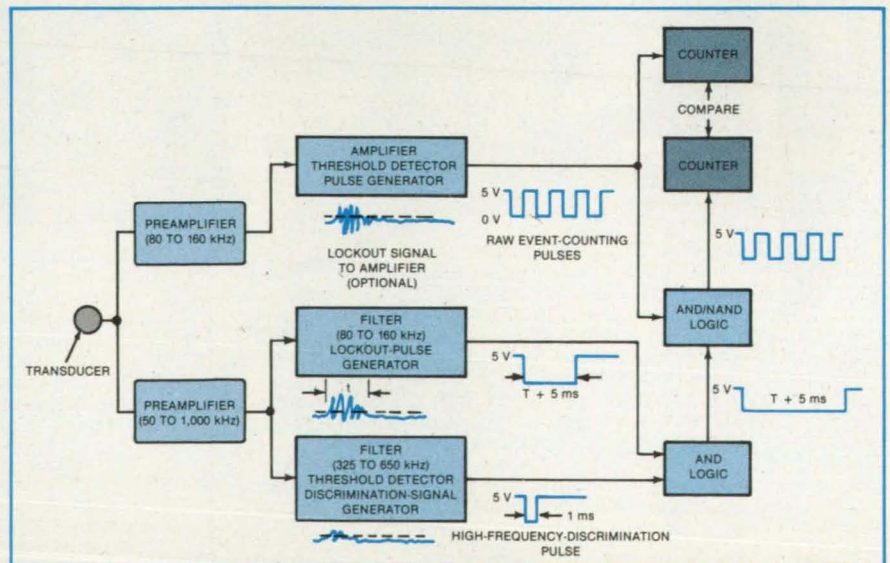 COUNTER
COMPARE
COUNTER
AMPLIFIER
THRESHOLD DETECTOR
PULSE GENERATOR
5 V
0 V
RAW EVENT-COUNTING
PULSES
5 V
PREAMPLIFIER
(80 TO 160 kHz)
LOCKOUT SIGNAL
TO AMPLIFIER
(OPTIONAL)
AND/NAND
LOGIC
TRANSDUCER
FILTER
(80 TO 160 kHz)
LOCKOUT-PULSE
GENERATOR
t
5 V
T + 5 ms
5 V
T + 5 ms
PREAMPLIFIER
(50 TO 1,000 kHz)
FILTER
(325 TO 650 kHz)
THRESHOLD DETECTOR
DISCRIMINATION-SIGNAL
GENERATOR
AND
LOGIC
5 V
1 ms
HIGH-FREQUENCY-DISCRIMINATION
PULSE